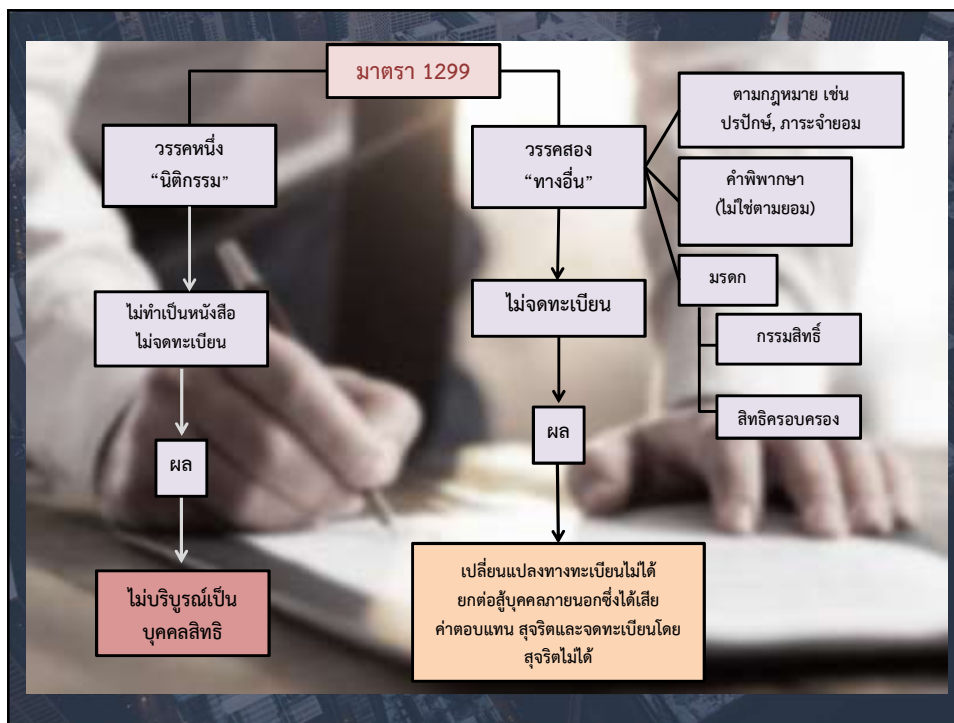 มาตรา 1299
วรรคหนึ่ง
“นิติกรรม”
ไม่ทำเป็นหนังสือ
ไม่จดทะเบียน
ผล
ไม่บริบูรณ์เป็น
บุคคลสิทธิ
วรรคสอง
“ทางอื่น”
ไม่จดทะเบียน
ผล
เปลี่ยนแปลงทางทะเบียนไม่ได้
ยกต่อสู้บุคคลภายนอกซึ่งได้เสีย
ค่าตอบแทน สุจริตและจดทะเบียนโดย
สุจริตไม่ได้
ตามกฎหมาย เช่น
ปรปักษ์, ภาระจำยอม
คำพิพากษา
(ไม่ใช่ตามยอม)
มรดก
กรรมสิทธิ์
สิทธิครอบครอง